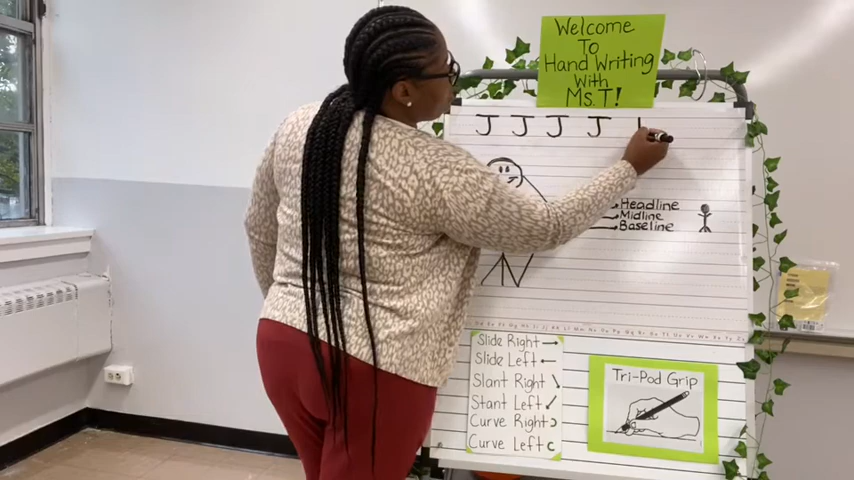 Welcome
To
Hand Writing
With
Ms.T!
J J J J
Headline
Midline
Baseline
Slide Right
Slide Left
Slant Right
Stant Left
Curve Right
Curve Left
Tri-Pod Grip